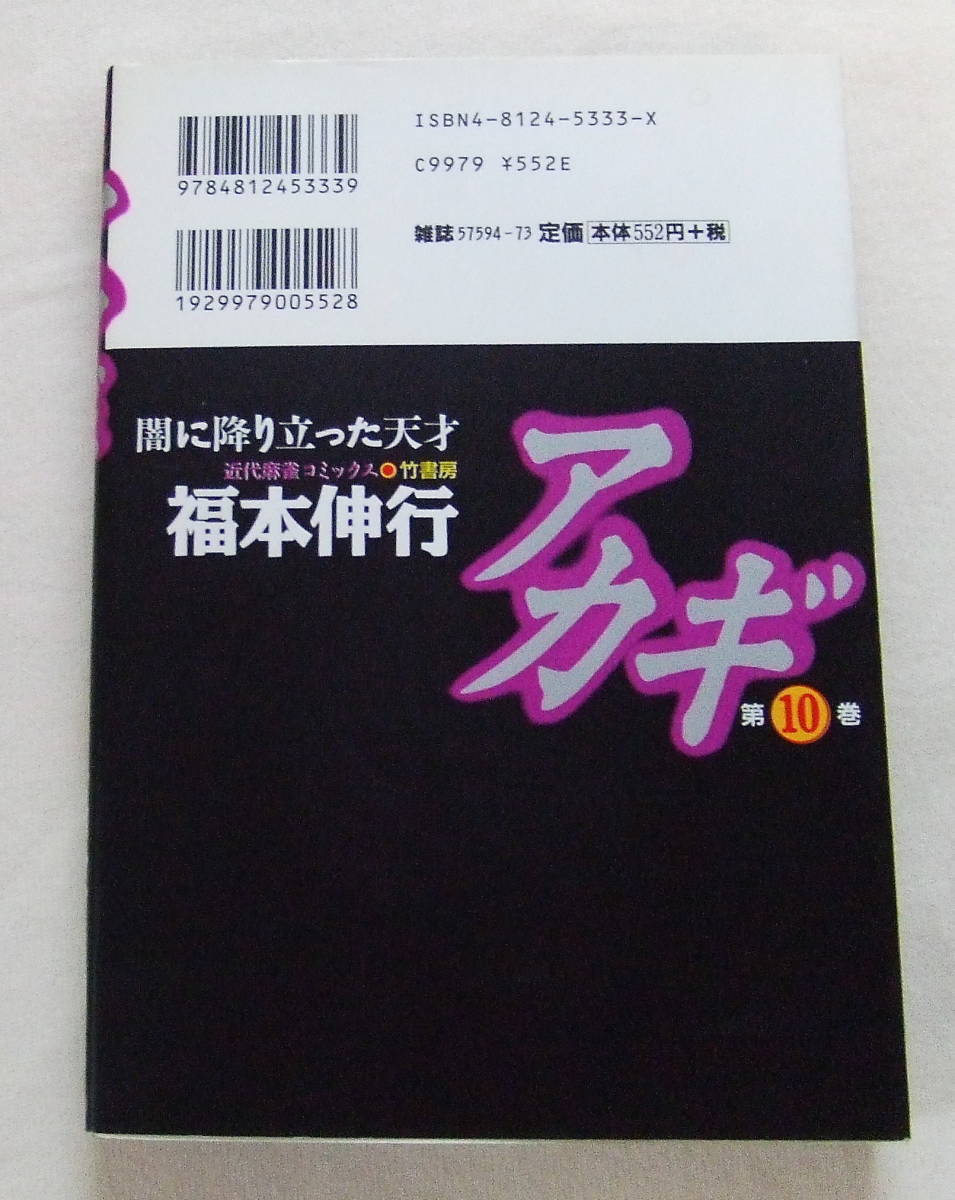 ISBN4-8124-5333-X
C9979 ¥552E
9784812453339
雑誌57594-73 定価 本体552円+税
1929979005528
闇に降り立った天才
近代麻雀コミックス●竹書房
福本伸行
アカギ
第10巻